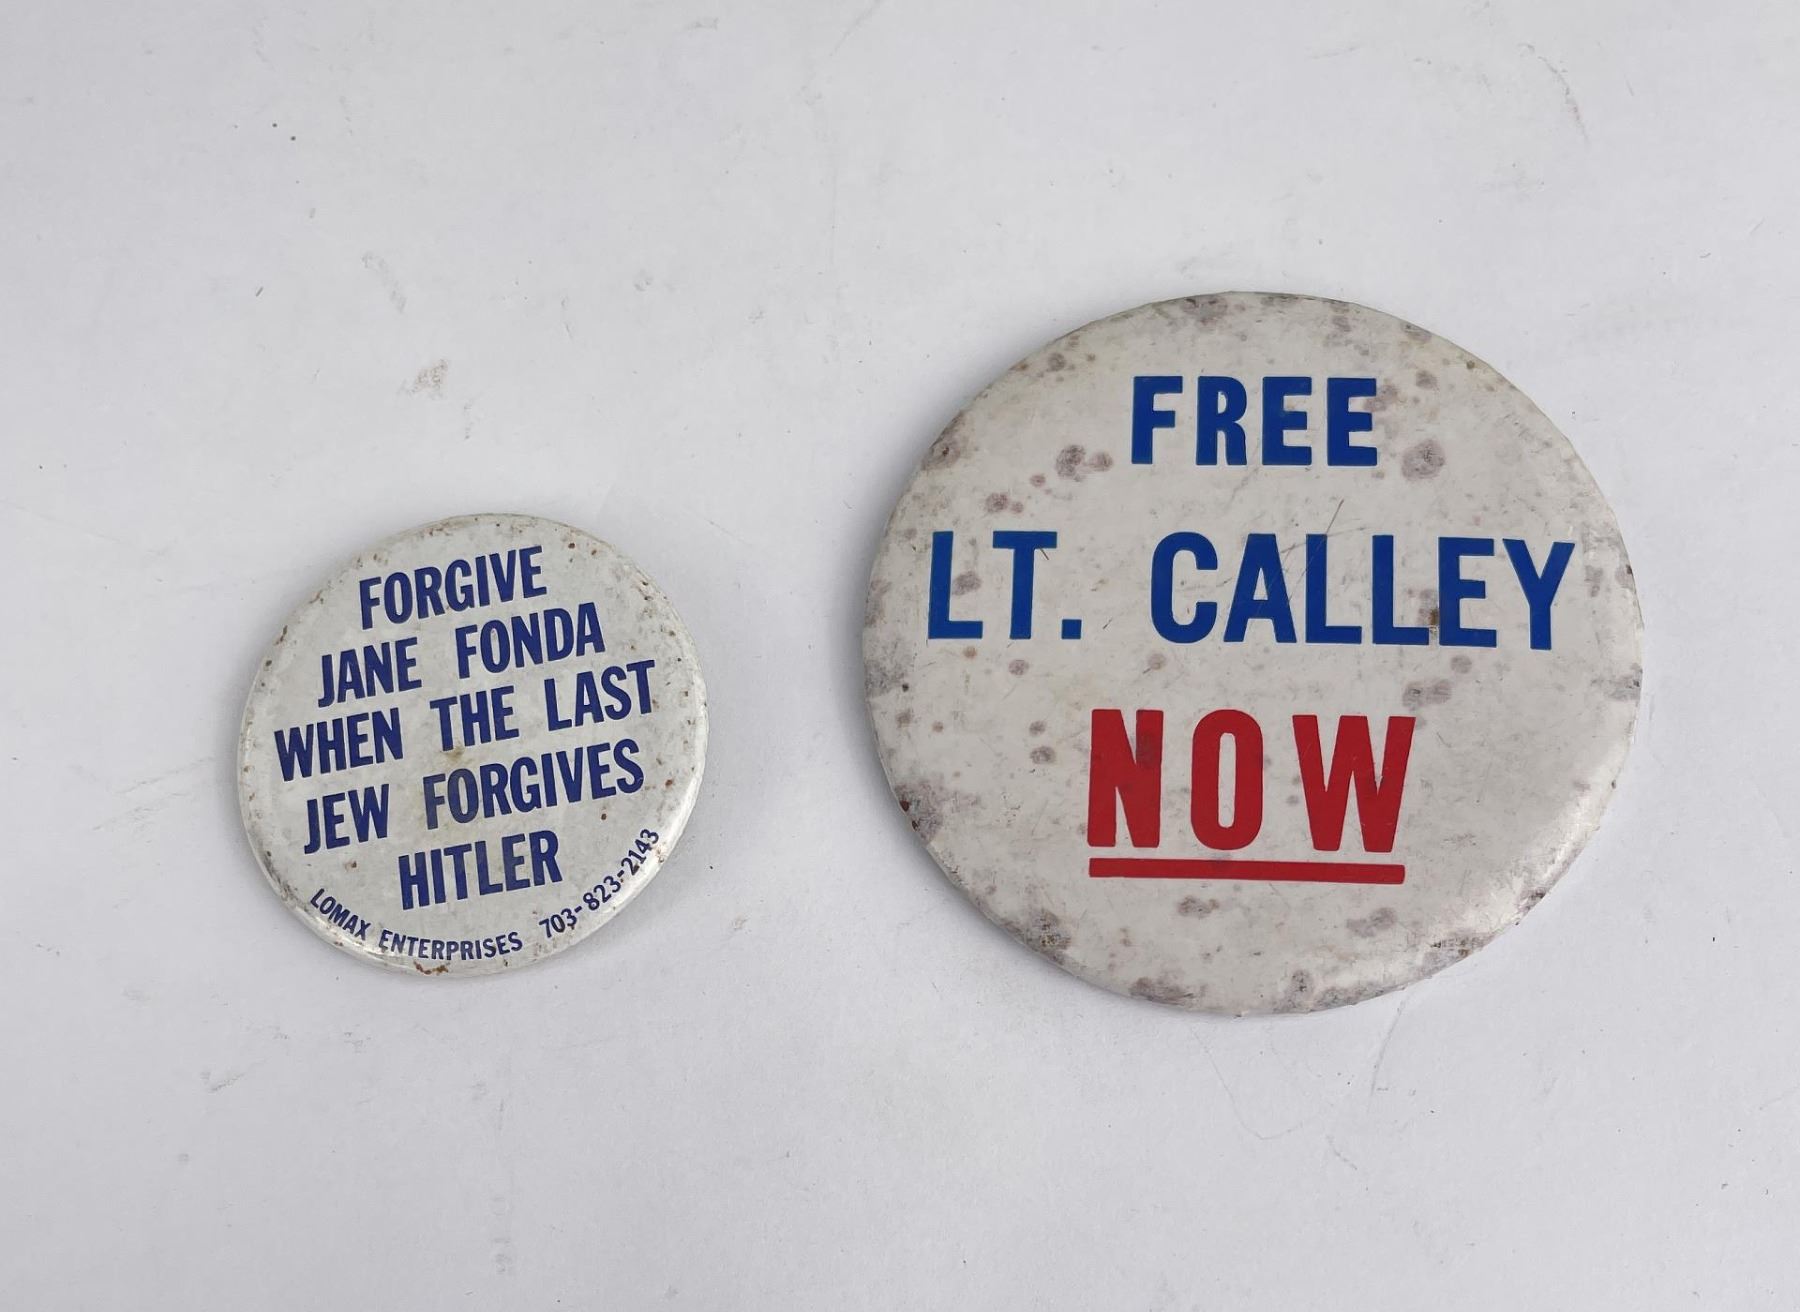 FORGIVE
JANE FONDA
WHEN THE LAST
JEW FORGIVES
HITLER
LOMAX ENTERPRISES 703-823-2143
FREE
LT. CALLEY
NOW